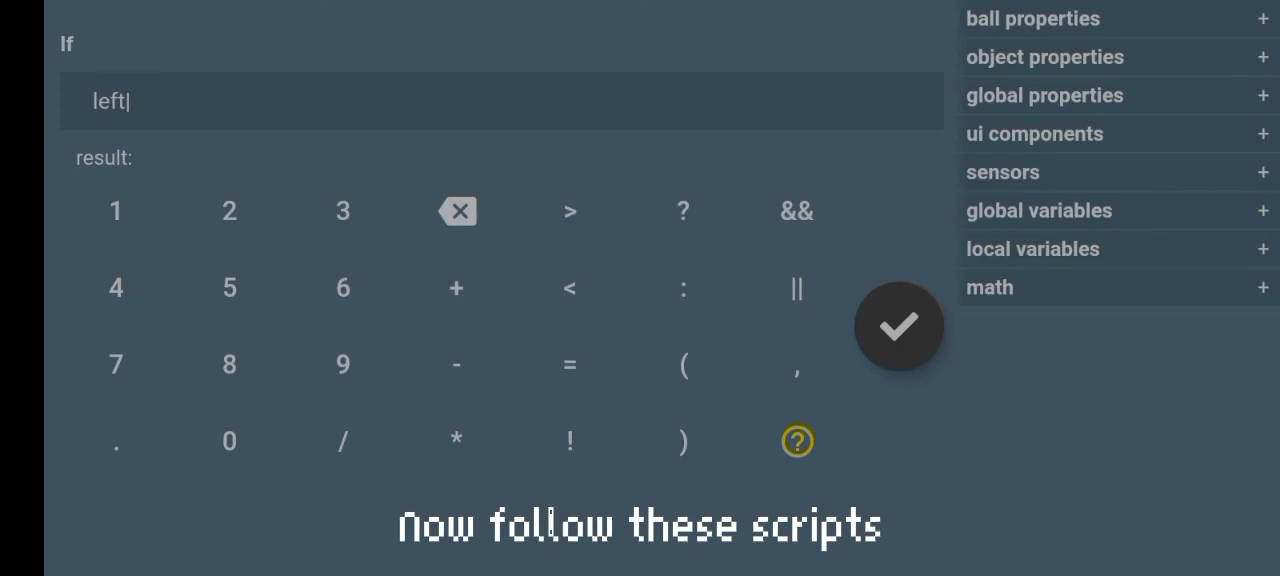 If
left|
result:
1 2 3 > ? &&
4 5 6 + < : ||
7 8 9 - = ( ,
. 0 / * ! ) ?
ball properties +
object properties +
global properties +
ui components +
sensors +
global variables +
local variables +
math +
now follow these scripts